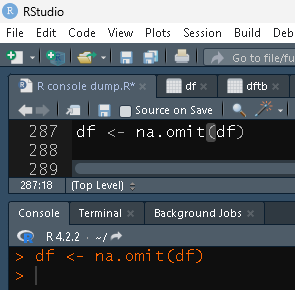 RStudio
File Edit Code View Plots Session Build Deb
Go to file/fu
R console dump.R* df dftb
Source on Save
287 df <- na.omit(df)
288
289
287:18 (Top Level)
Console Terminal Background Jobs
R 4.2.2 · ~/
> df <- na.omit(df)
>